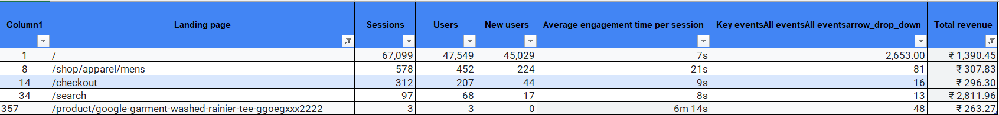 Column1 Landing page Sessions Users New users Average engagement time per session Key eventsAll eventsAll eventsarrow_drop_down Total revenue
1 / 67,099 47,549 45,029 7s 2,653.00 ₹ 1,390.45
8 /shop/apparel/mens 578 452 224 21s 81 ₹ 307.83
14 /checkout 312 207 44 9s 16 ₹ 296.30
34 /search 97 68 17 8s 13 ₹ 2,811.96
357 /product/google-garment-washed-rainier-tee-ggoegxxx2222 3 3 0 6m 14s 48 ₹ 263.27